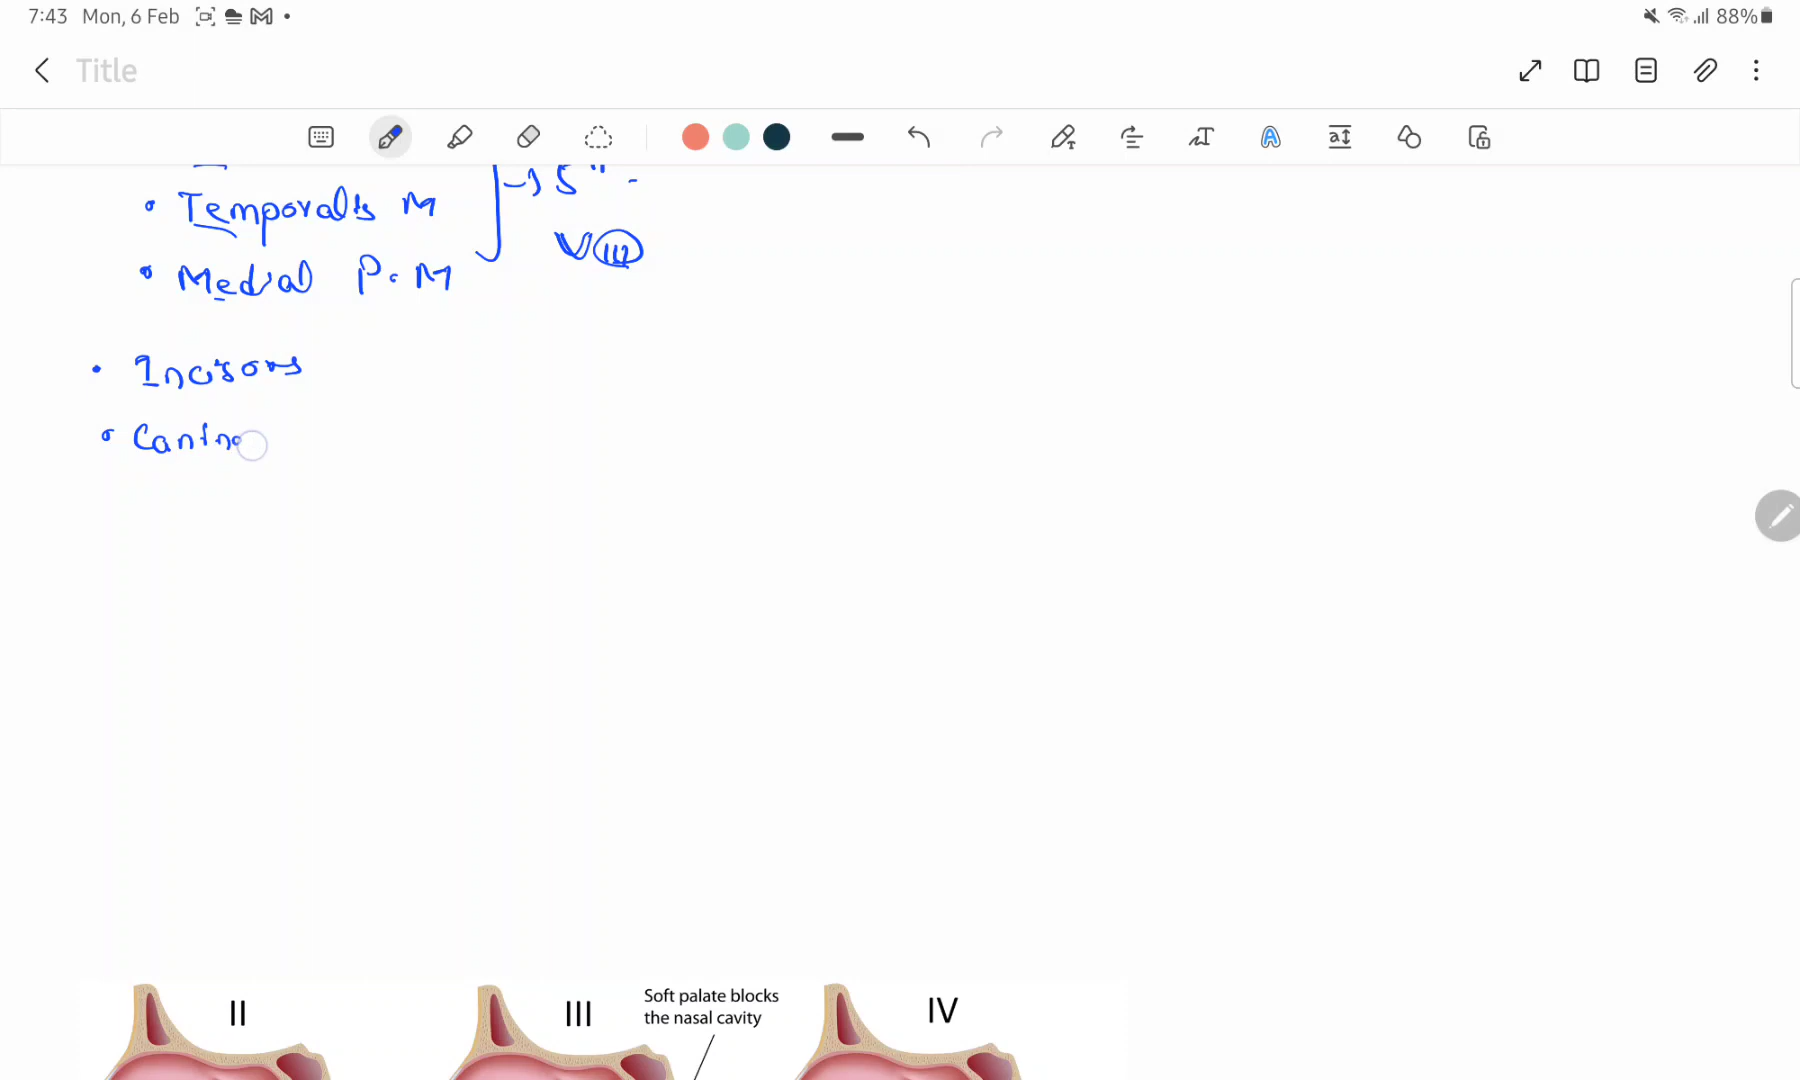 7:43 Mon, 6 Feb 88%
Title
5
• Temporalis M
V III
• Medial P. M
• Incisors
• Canine
II III Soft palate blocks IV
the nasal cavity